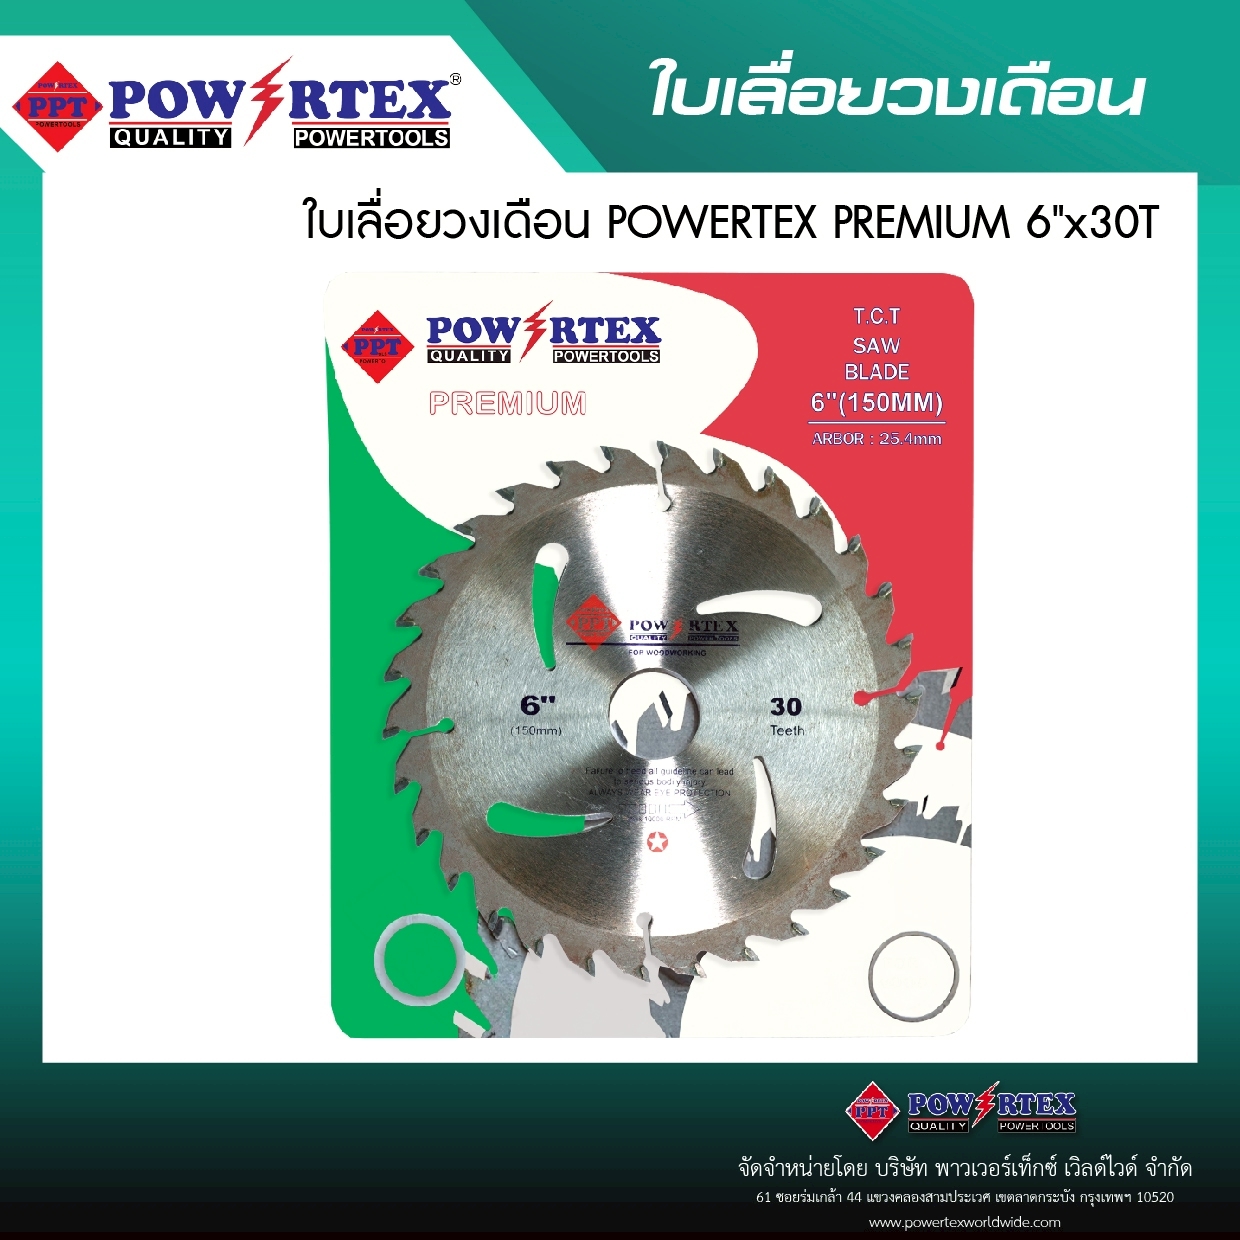 PPT POWERTEX®
POWERTEX
POWERTOOLS
QUALITY POWERTOOLS
ใบเลื่อยวงเดือน
ใบเลื่อยวงเดือน POWERTEX PREMIUM 6"x30T
PPT POWERTEX
QUALITY POWERTOOLS
PREMIUM
T.C.T
SAW
BLADE
6"(150MM)
ARBOR : 25.4mm
POWERTEX
QUALITY POWERTOOLS
FOR WOODWORKING
6"
(150mm)
30
Teeth
ALWAYS WEAR EYE PROTECTION
PPT POWERTEX
QUALITY POWERTOOLS
จัดจำหน่ายโดย บริษัท พาวเวอร์เท็กซ์ เวิลด์ไวด์ จำกัด
61 ซอยร่มเกล้า 44 แขวงคลองสามประเวศ เขตลาดกระบัง กรุงเทพฯ 10520
www.powertexworldwide.com